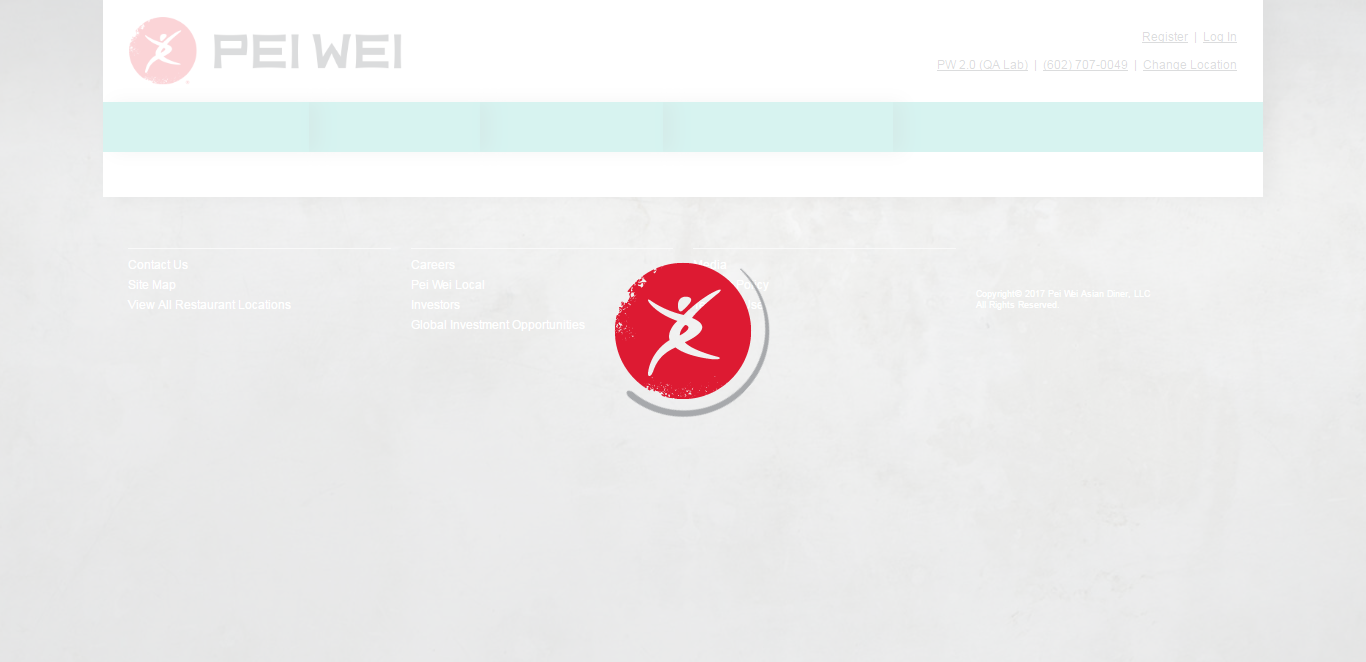 PEI WEI
Register | Log In
PW 2.0 (QA Lab) | (602) 707-0049 | Change Location
Contact Us
Site Map
View All Restaurant Locations
Careers
Pei Wei Local
Investors
Global Investment Opportunities
Media
Policy
Copyright© 2017 Pei Wei Asian Diner, LLC
All Rights Reserved.